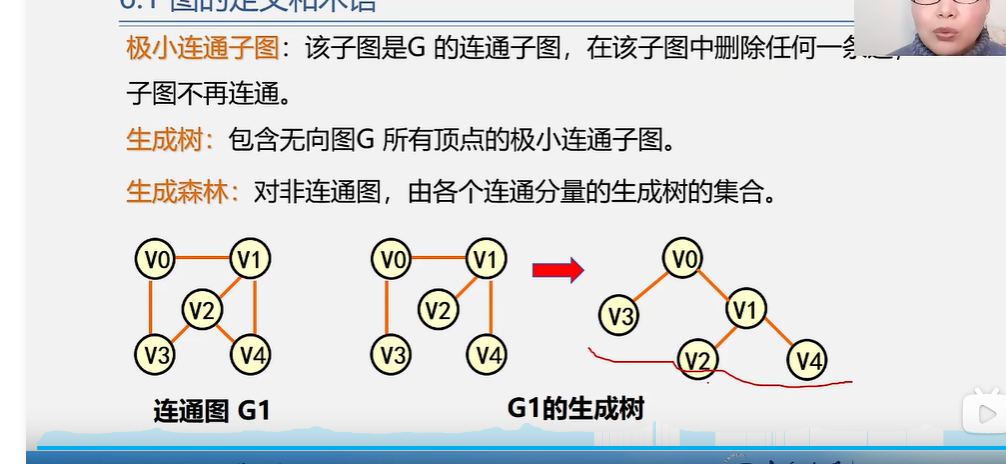 6.1 图的定义和术语
极小连通子图：该子图是G 的连通子图，在该子图中删除任何一条边，
子图不再连通。
生成树：包含无向图G 所有顶点的极小连通子图。
生成森林：对非连通图，由各个连通分量的生成树的集合。
V0 V1 V0 V1 V0
V2 V2 V3 V1
V3 V4 V3 V4 V2 V4
连通图 G1 G1的生成树